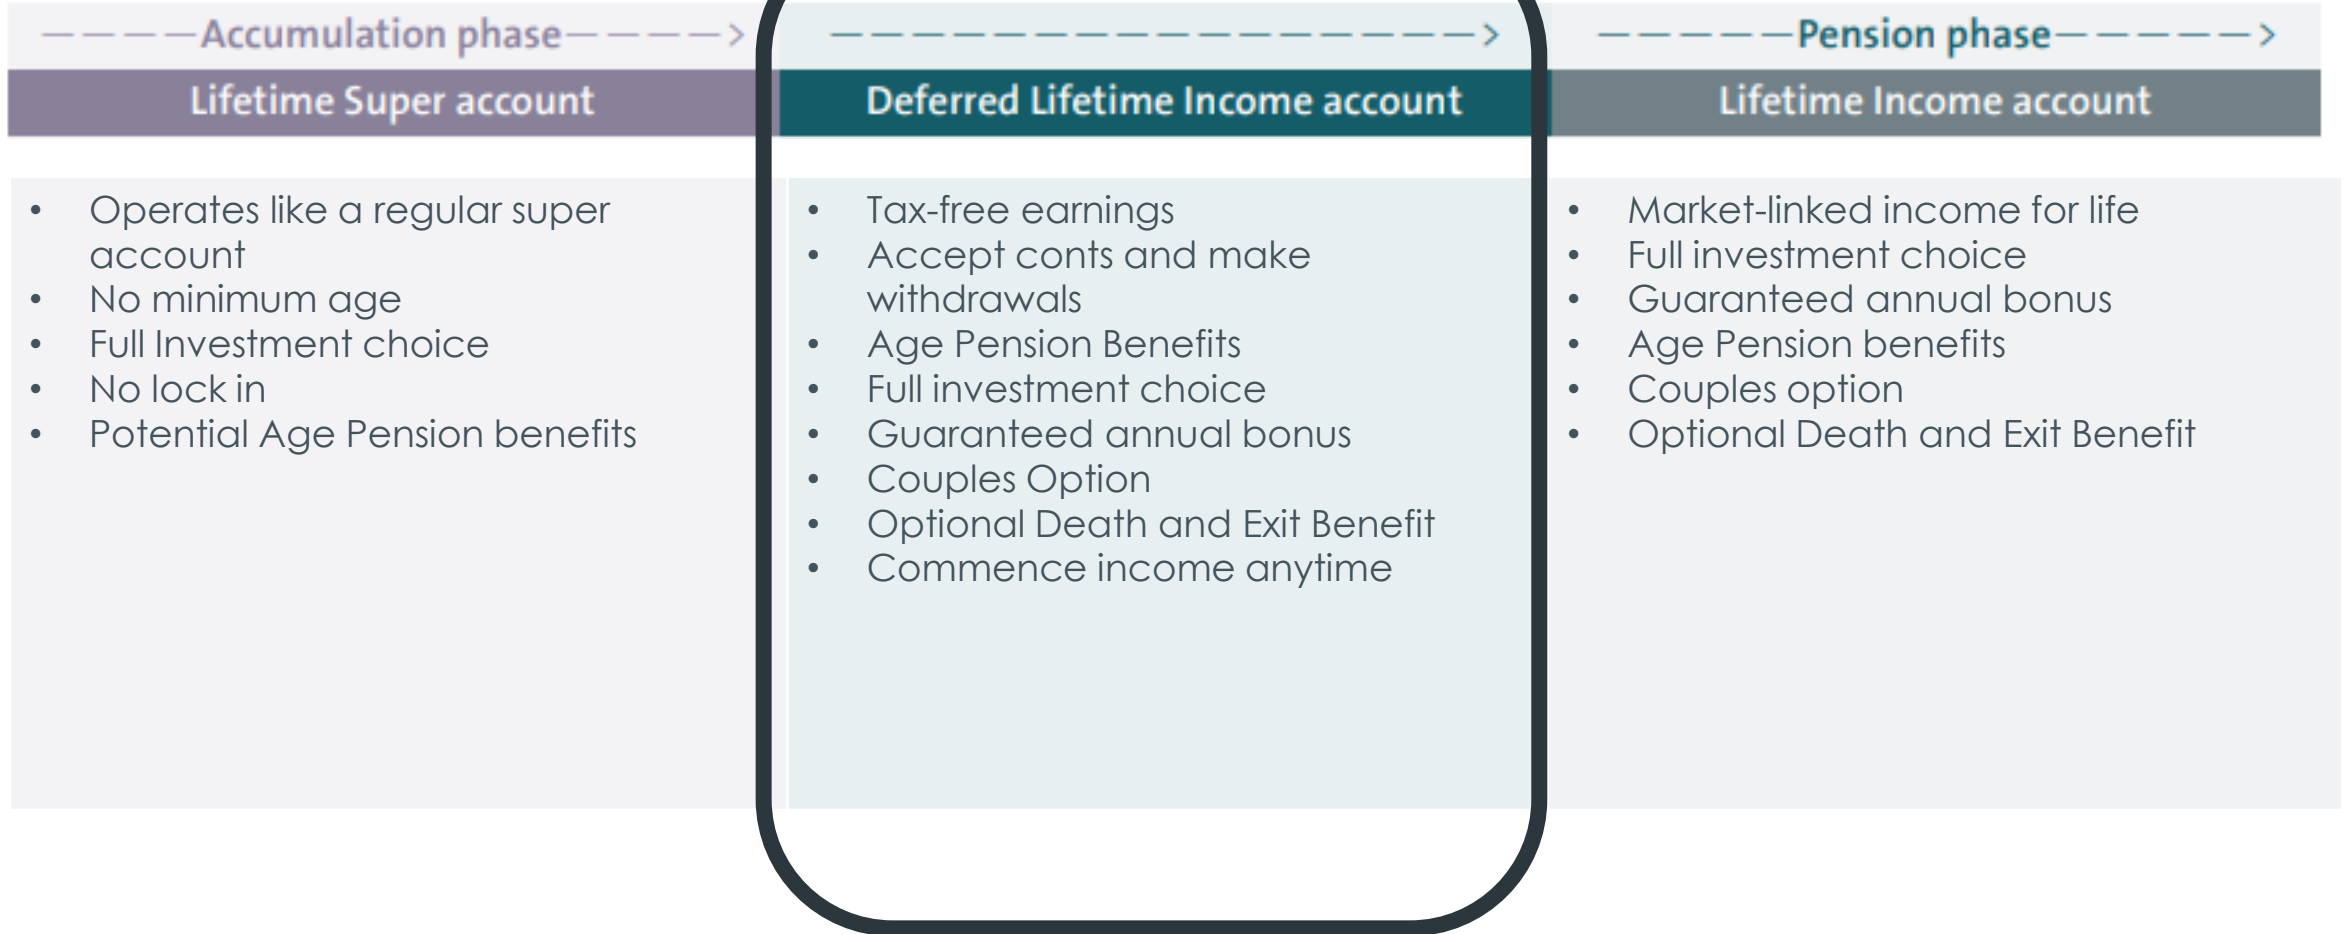 Accumulation phase
Lifetime Super account
• Operates like a regular super
account
• No minimum age
• Full Investment choice
• No lock in
• Potential Age Pension benefits
Deferred Lifetime Income account
• Tax-free earnings
• Accept conts and make
withdrawals
• Age Pension Benefits
• Full investment choice
• Guaranteed annual bonus
• Couples Option
• Optional Death and Exit Benefit
• Commence income anytime
Pension phase
Lifetime Income account
• Market-linked income for life
• Full investment choice
• Guaranteed annual bonus
• Age Pension benefits
• Couples option
• Optional Death and Exit Benefit